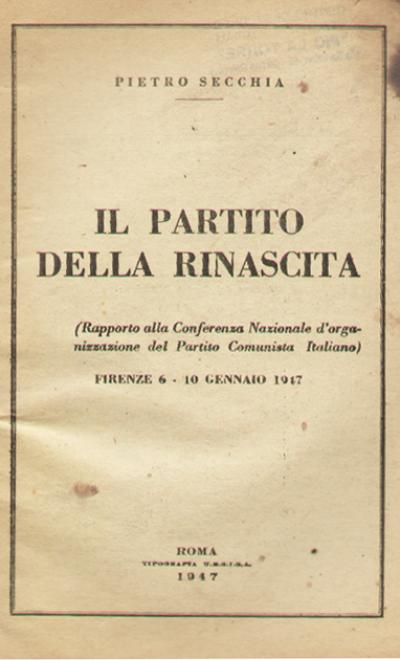 PIETRO SECCHIA
IL PARTITO
DELLA RINASCITA
(Rapporto alla Conferenza Nazionale d'orga-
nizzazione del Partito Comunista Italiano)
FIRENZE 6 - 10 GENNAIO 1947
ROMA
TIPOGRAFIA U.E.S.I.S.A.
1947